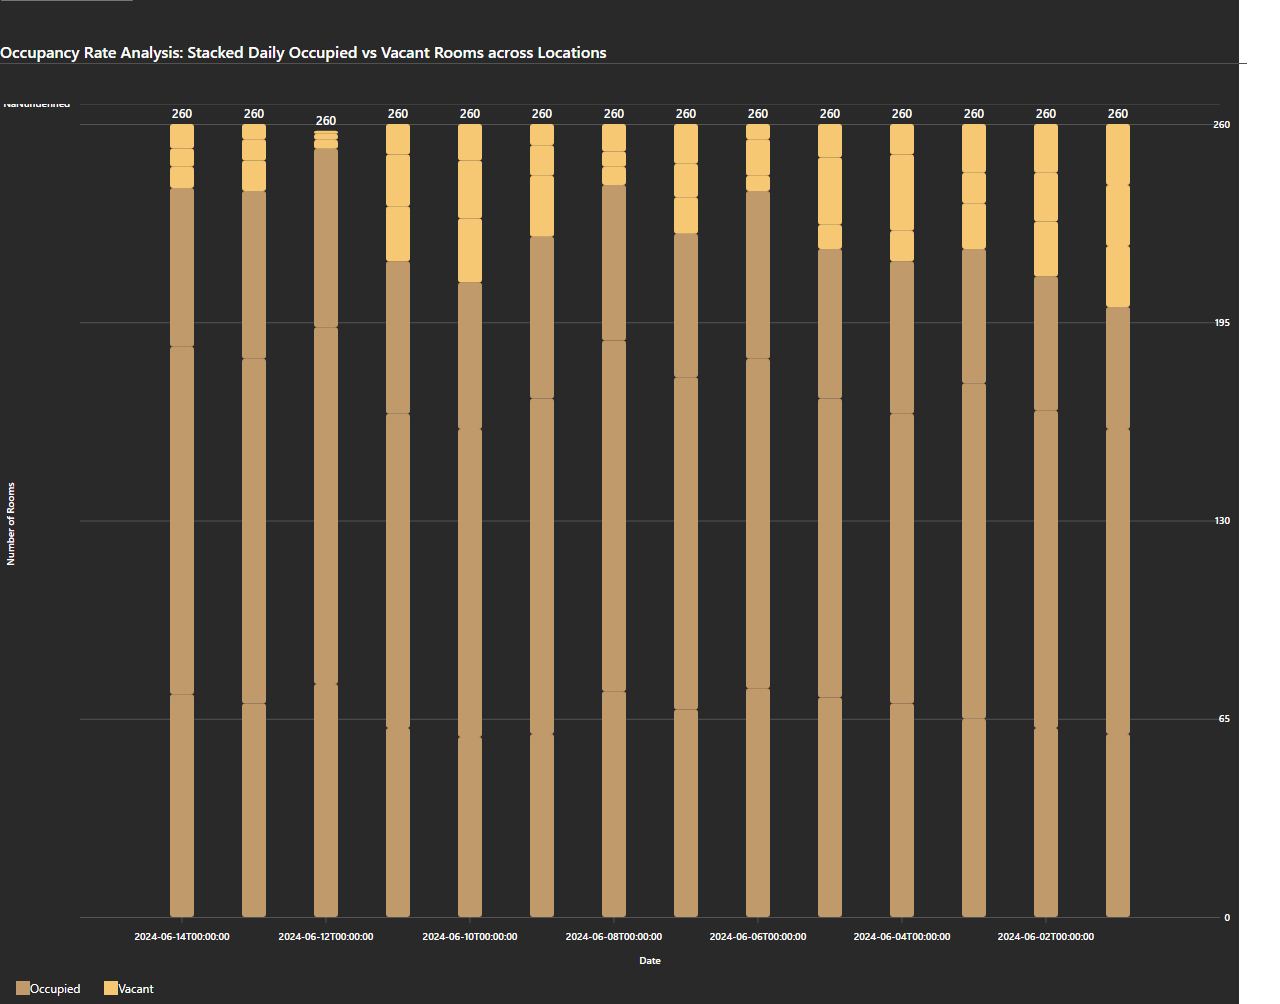 Occupancy Rate Analysis: Stacked Daily Occupied vs Vacant Rooms across Locations
260 260 260 260 260 260 260 260 260 260 260 260 260 260
260
195
130
65
0
Number of Rooms
2024-06-14T00:00:00 2024-06-12T00:00:00 2024-06-10T00:00:00 2024-06-08T00:00:00 2024-06-06T00:00:00 2024-06-04T00:00:00 2024-06-02T00:00:00
Date
Occupied Vacant